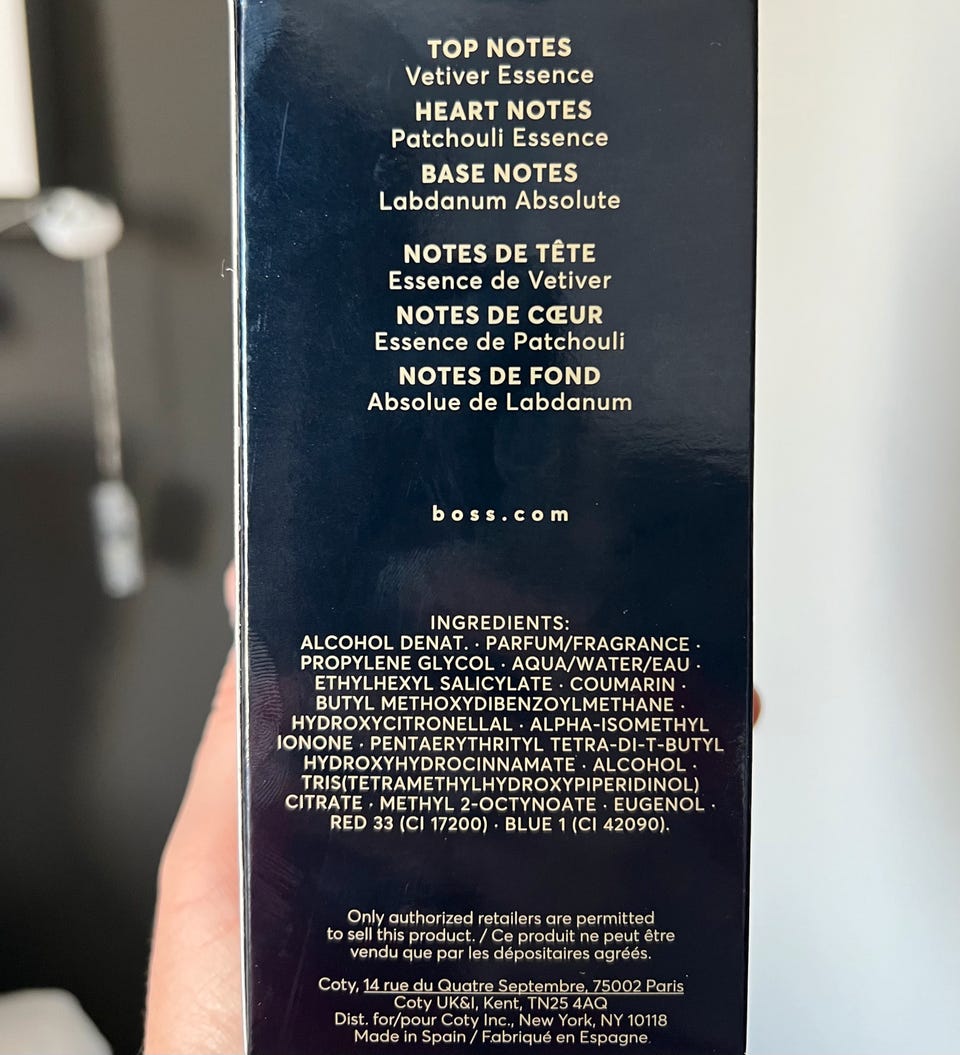 TOP NOTES
Vetiver Essence
HEART NOTES
Patchouli Essence
BASE NOTES
Labdanum Absolute
NOTES DE TÊTE
Essence de Vetiver
NOTES DE CŒUR
Essence de Patchouli
NOTES DE FOND
Absolue de Labdanum
boss.com
INGREDIENTS:
ALCOHOL DENAT. · PARFUM/FRAGRANCE ·
PROPYLENE GLYCOL · AQUA/WATER/EAU ·
ETHYLHEXYL SALICYLATE · COUMARIN ·
BUTYL METHOXYDIBENZOYLMETHANE ·
HYDROXYCITRONELLAL · ALPHA-ISOMETHYL
IONONE · PENTAERYTHRITYL TETRA-DI-T-BUTYL
HYDROXYHYDROCINNAMATE · ALCOHOL ·
TRIS(TETRAMETHYLHYDROXYPIPERIDINOL)
CITRATE · METHYL 2-OCTYNOATE · EUGENOL ·
RED 33 (CI 17200) · BLUE 1 (CI 42090).
Only authorized retailers are permitted
to sell this product. / Ce produit ne peut être
vendu que par les dépositaires agréés.
Coty, 14 rue du Quatre Septembre, 75002 Paris
Coty UK&I, Kent, TN25 4AQ
Dist. for/pour Coty Inc., New York, NY 10118
Made in Spain / Fabriqué en Espagne.